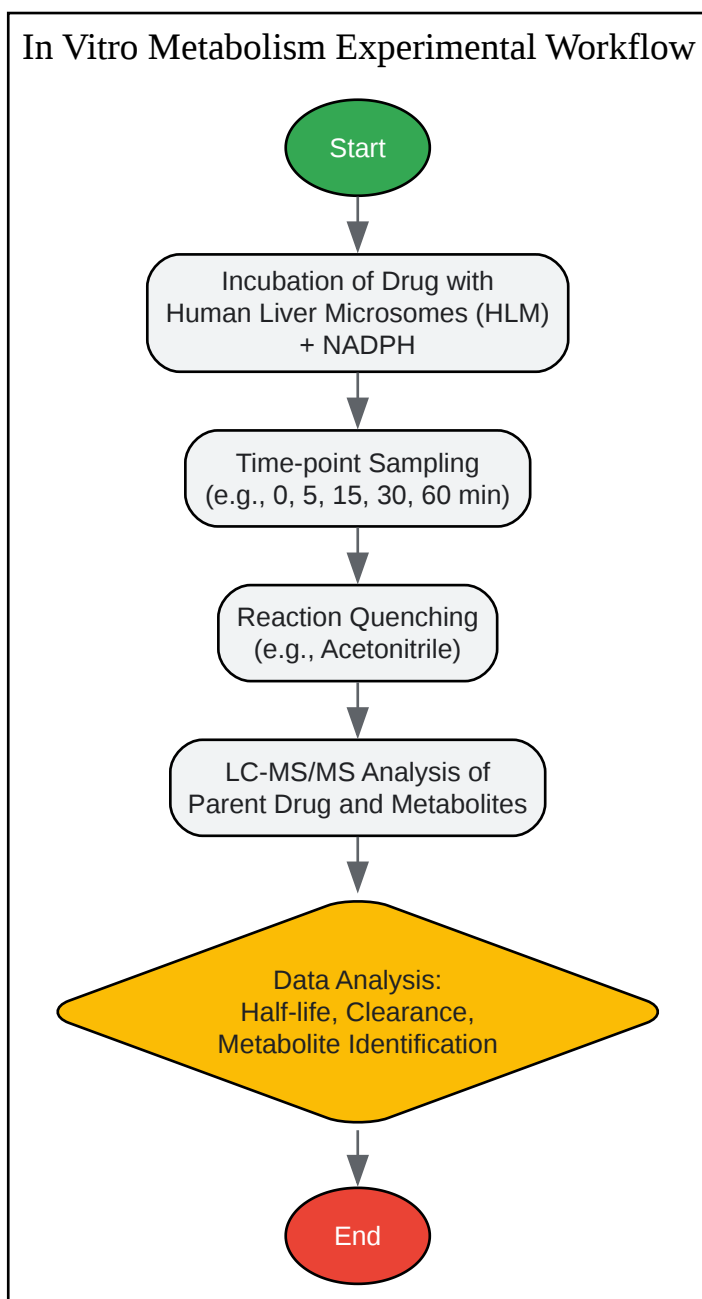 In Vitro Metabolism Experimental Workflow
Start
Incubation of Drug with
Human Liver Microsomes (HLM)
+ NADPH
Time-point Sampling
(e.g., 0, 5, 15, 30, 60 min)
Reaction Quenching
(e.g., Acetonitrile)
LC-MS/MS Analysis of
Parent Drug and Metabolites
Data Analysis:
Half-life, Clearance,
Metabolite Identification
End